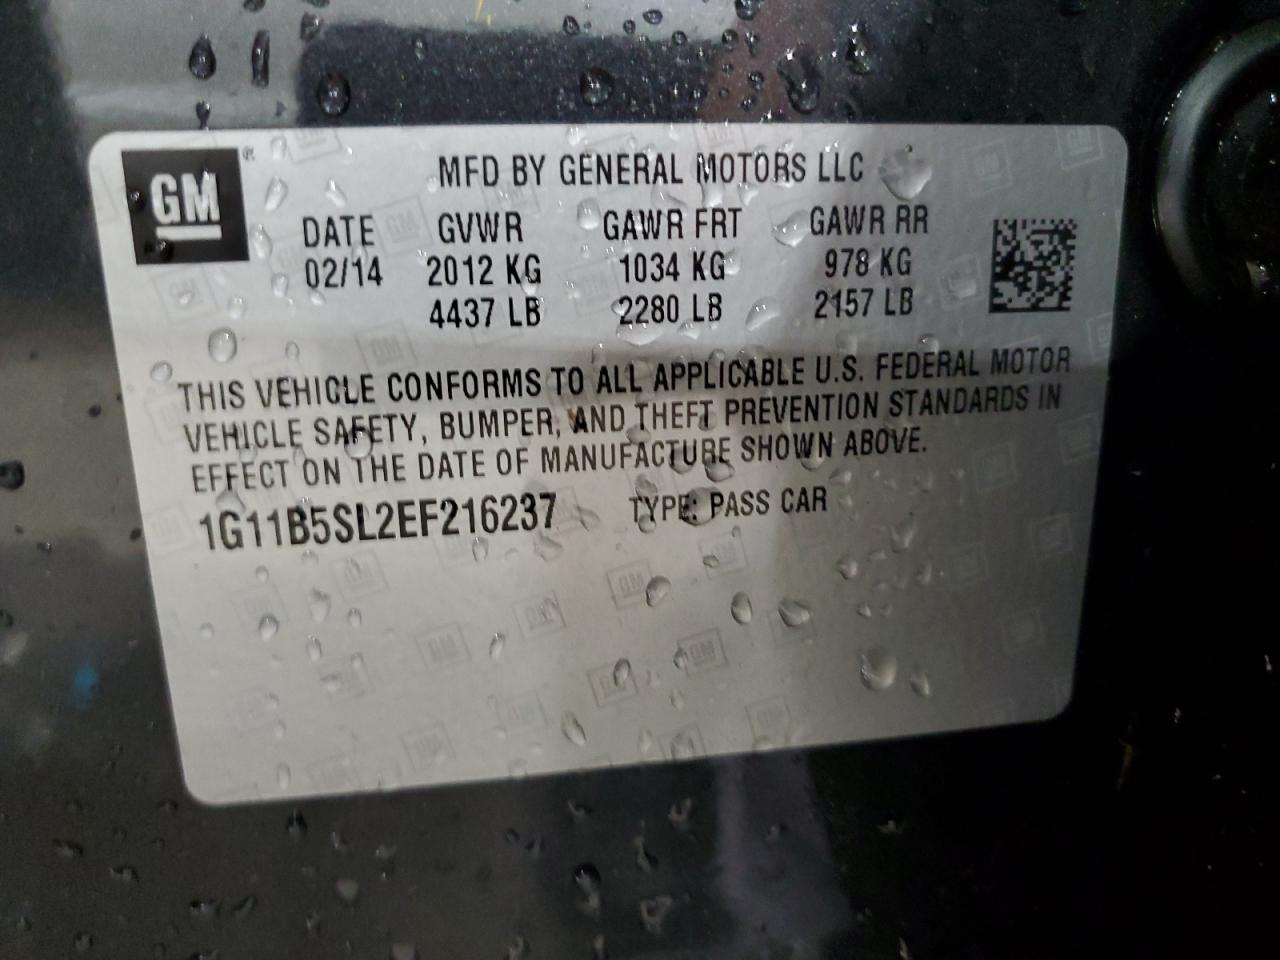 GM®
MFD BY GENERAL MOTORS LLC
DATE GVWR GAWR FRT GAWR RR
02/14 2012 KG 1034 KG 978 KG
4437 LB 2280 LB 2157 LB
THIS VEHICLE CONFORMS TO ALL APPLICABLE U.S. FEDERAL MOTOR
VEHICLE SAFETY, BUMPER, AND THEFT PREVENTION STANDARDS IN
EFFECT ON THE DATE OF MANUFACTURE SHOWN ABOVE.
1G11B5SL2EF216237 TYPE: PASS CAR